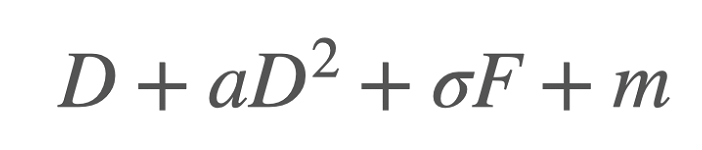 D + aD² + σF + m